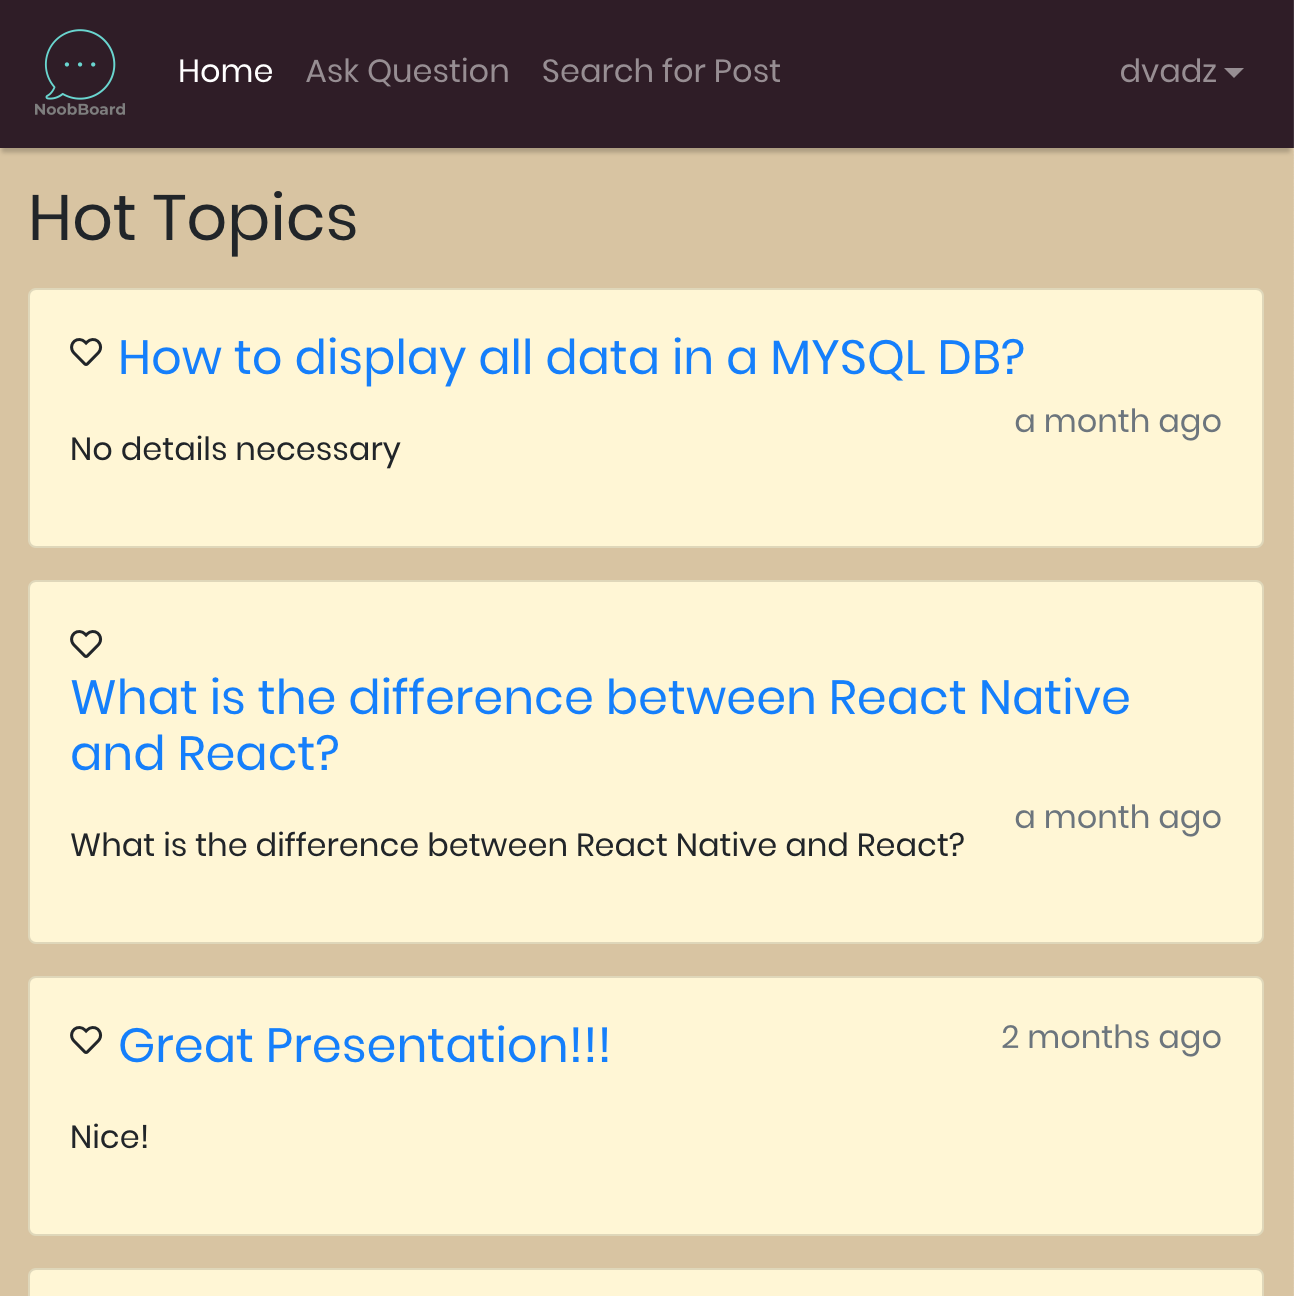 NoobBoard
Home Ask Question Search for Post dvadz
Hot Topics
How to display all data in a MYSQL DB?
a month ago
No details necessary
What is the difference between React Native
and React?
a month ago
What is the difference between React Native and React?
Great Presentation!!! 2 months ago
Nice!